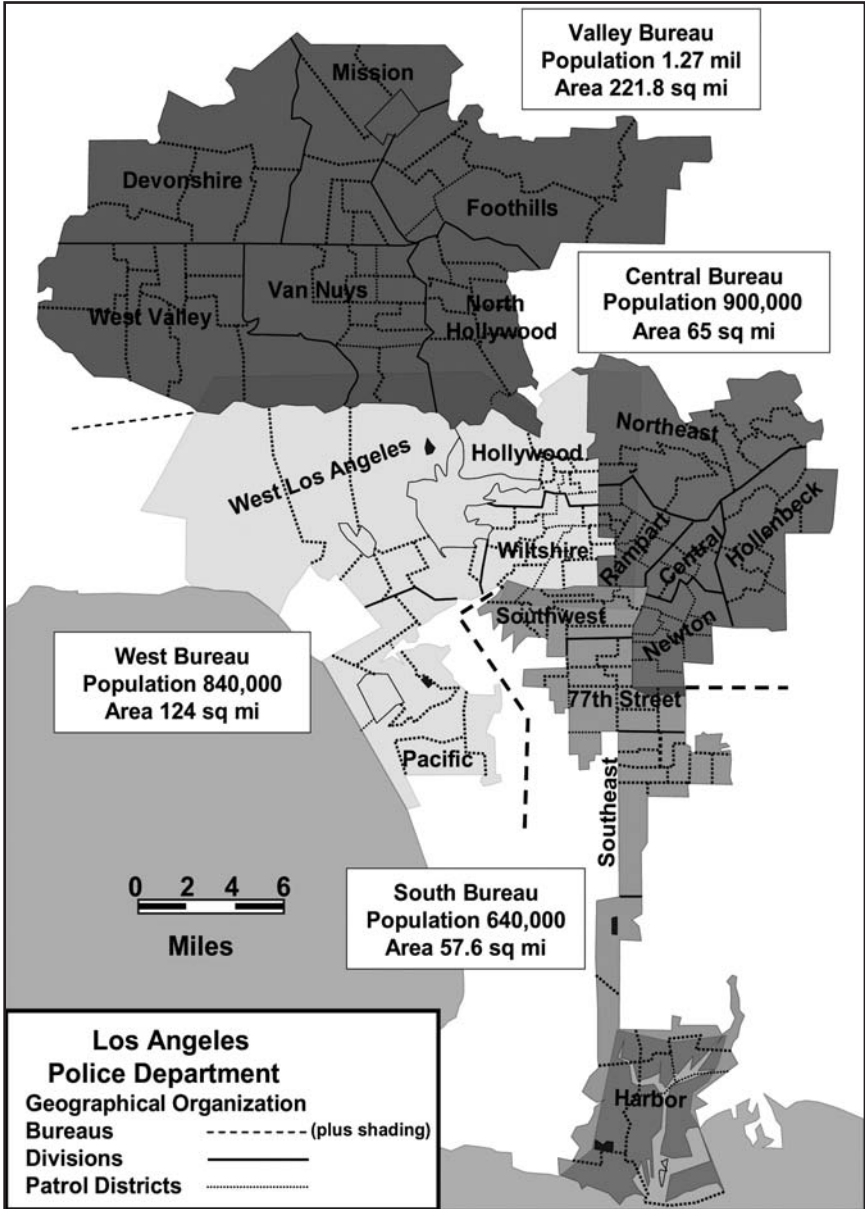 Valley Bureau
Population 1.27 mil
Area 221.8 sq mi
Mission
Devonshire
Foothills
Central Bureau
Population 900,000
Area 65 sq mi
West Valley
Van Nuys
North
Hollywood
Northeast
West Los Angeles
Hollywood
Wiltshire
Rampart
Central
Hollenbeck
Southwest
Newton
West Bureau
Population 840,000
Area 124 sq mi
77th Street
Pacific
Southeast
0 2 4 6
Miles
South Bureau
Population 640,000
Area 57.6 sq mi
Harbor
Los Angeles
Police Department
Geographical Organization
Bureaus (plus shading)
Divisions
Patrol Districts